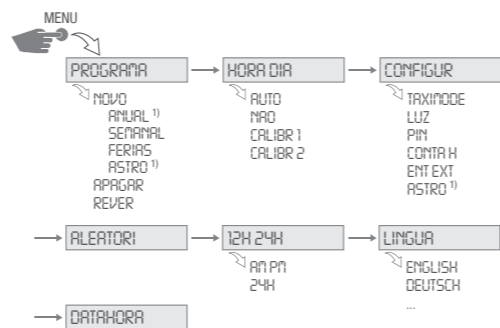 MENU
PROGRAMA
NOVO
ANUAL 1)
SEMANAL
FERIAS
ASTRO 1)
APAGAR
REVER
HORA DIA
AUTO
NAO
CALIBR 1
CALIBR 2
CONFIGUR
TAXIMODE
LUZ
PIN
CONTA H
ENT EXT
ASTRO 1)
ALEATORI
12H 24H
AM PM
24H
LINGUA
ENGLISH
DEUTSCH
...
DATAHORA